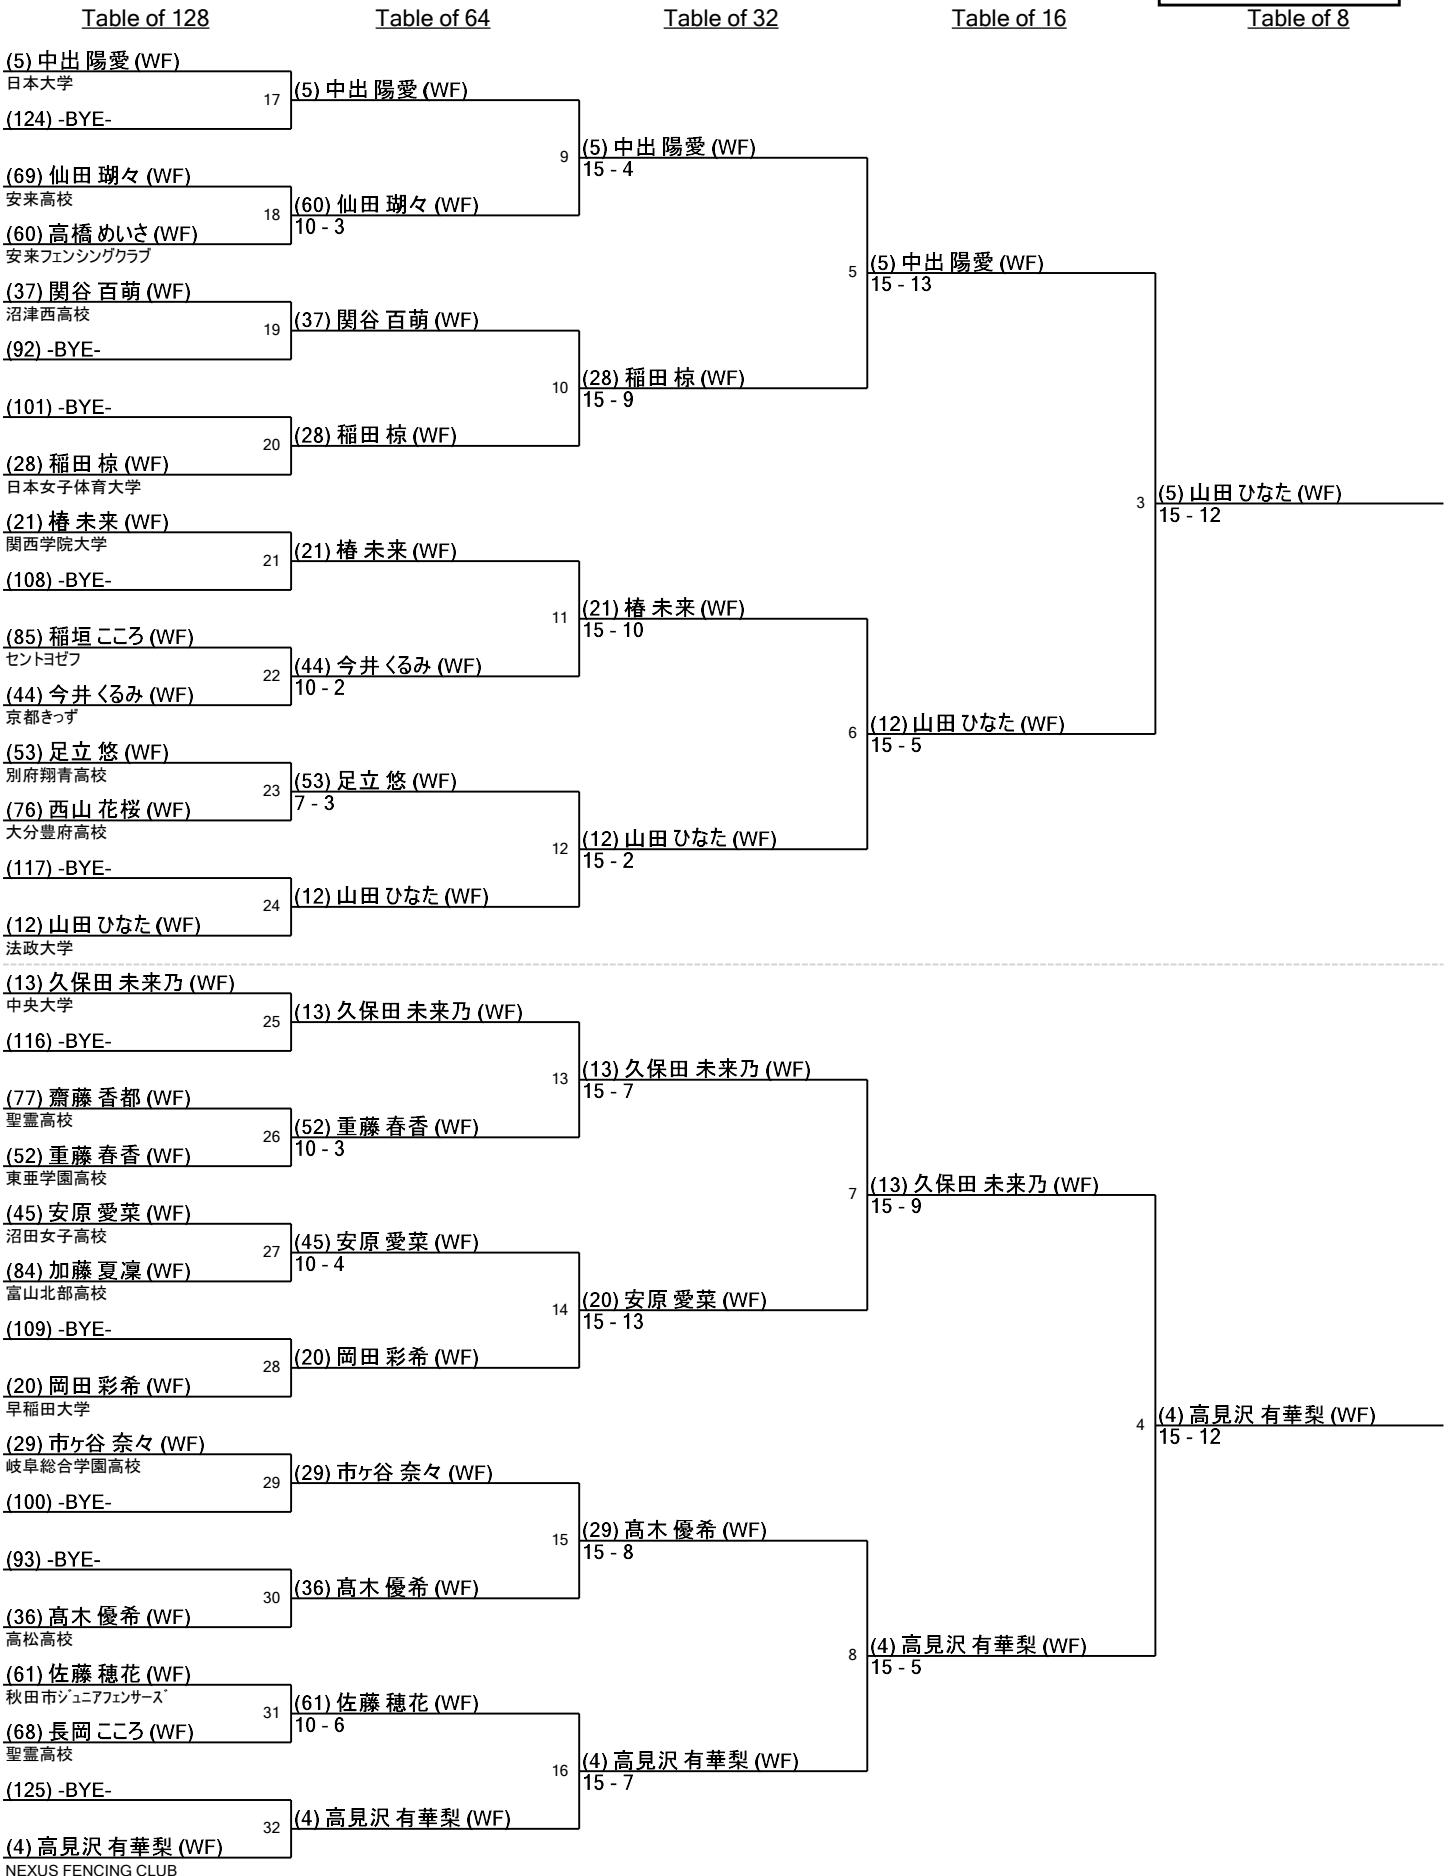 Table of 128
Table of 64
Table of 32
Table of 16
Table of 8
(5) 中出 陽愛 (WF)
日本大学
(124) -BYE-
(69) 仙田 瑚々 (WF)
安来高校
(60) 高橋 めいさ (WF)
安来フェンシングクラブ
(37) 関谷 百萌 (WF)
沼津西高校
(92) -BYE-
(101) -BYE-
(28) 稲田 椋 (WF)
日本女子体育大学
(21) 椿 未来 (WF)
関西学院大学
(108) -BYE-
(85) 稲垣 こころ (WF)
セントヨゼフ
(44) 今井 くるみ (WF)
京都きっず
(53) 足立 悠 (WF)
別府翔青高校
(76) 西山 花桜 (WF)
大分豊府高校
(117) -BYE-
(12) 山田 ひなた (WF)
法政大学
(13) 久保田 未来乃 (WF)
中央大学
(116) -BYE-
(77) 齋藤 香都 (WF)
聖霊高校
(52) 重藤 春香 (WF)
東亜学園高校
(45) 安原 愛菜 (WF)
沼田女子高校
(84) 加藤 夏凜 (WF)
富山北部高校
(109) -BYE-
(20) 岡田 彩希 (WF)
早稲田大学
(29) 市ヶ谷 奈々 (WF)
岐阜総合学園高校
(100) -BYE-
(93) -BYE-
(36) 髙木 優希 (WF)
高松高校
(61) 佐藤 穂花 (WF)
秋田市ｼﾞｭﾆｱﾌｪﾝｻｰｽﾞ
(68) 長岡 こころ (WF)
聖霊高校
(125) -BYE-
(4) 高見沢 有華梨 (WF)
NEXUS FENCING CLUB
17
(5) 中出 陽愛 (WF)
18
(60) 仙田 瑚々 (WF)
10 - 3
19
(37) 関谷 百萌 (WF)
20
(28) 稲田 椋 (WF)
21
(21) 椿 未来 (WF)
22
(44) 今井 くるみ (WF)
10 - 2
23
(53) 足立 悠 (WF)
7 - 3
24
(12) 山田 ひなた (WF)
25
(13) 久保田 未来乃 (WF)
26
(52) 重藤 春香 (WF)
10 - 3
27
(45) 安原 愛菜 (WF)
10 - 4
28
(20) 岡田 彩希 (WF)
29
(29) 市ヶ谷 奈々 (WF)
30
(36) 髙木 優希 (WF)
31
(61) 佐藤 穂花 (WF)
10 - 6
32
(4) 高見沢 有華梨 (WF)
9
(5) 中出 陽愛 (WF)
15 - 4
10
(28) 稲田 椋 (WF)
15 - 9
11
(21) 椿 未来 (WF)
15 - 10
12
(12) 山田 ひなた (WF)
15 - 2
13
(13) 久保田 未来乃 (WF)
15 - 7
14
(20) 安原 愛菜 (WF)
15 - 13
15
(29) 髙木 優希 (WF)
15 - 8
16
(4) 高見沢 有華梨 (WF)
15 - 7
5
(5) 中出 陽愛 (WF)
15 - 13
6
(12) 山田 ひなた (WF)
15 - 5
7
(13) 久保田 未来乃 (WF)
15 - 9
8
(4) 高見沢 有華梨 (WF)
15 - 5
3
(5) 山田 ひなた (WF)
15 - 12
4
(4) 高見沢 有華梨 (WF)
15 - 12